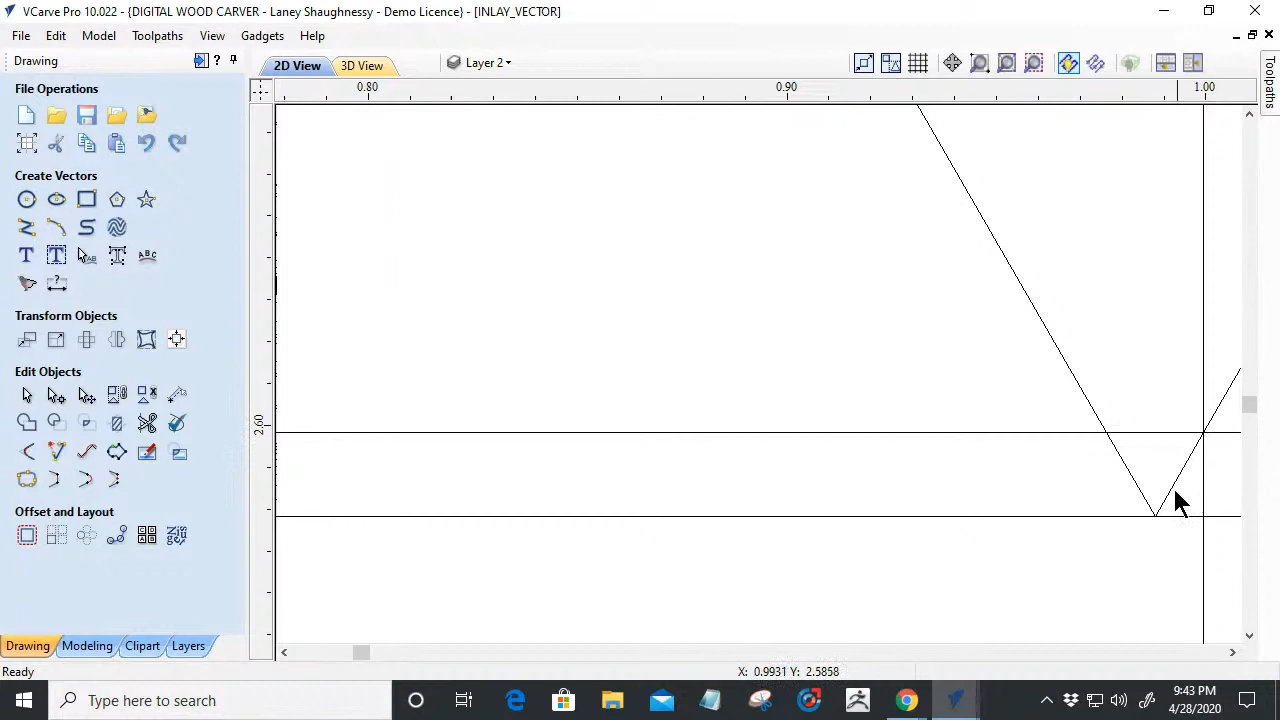 VCarve Pro 10.022 - {DIGITAL WOOD CARVER - Laney Shaughnessy - Demo Licence} - [INLAY_VECTOR]
File Edit Model Toolpaths View Gadgets Help
Drawing
2D View 3D View Layer 2
Toolpaths
0.80 0.90 1.00
File Operations
Create Vectors
T T T ABC
Transform Objects
2.60
Edit Objects
Offset and Layout
Drawing Modeling Clipart Layers
Ready X: 0.9931 Y: 2.5858
Type here to search
9:43 PM
4/28/2020